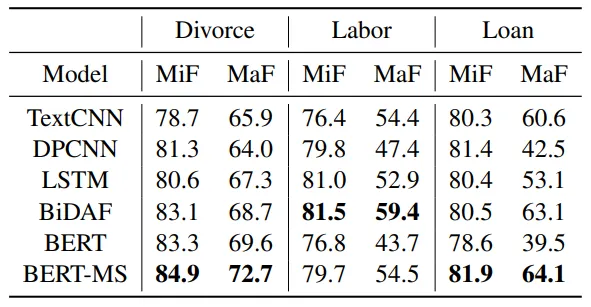 Divorce Labor Loan
Model MiF MaF MiF MaF MiF MaF
TextCNN 78.7 65.9 76.4 54.4 80.3 60.6
DPCNN 81.3 64.0 79.8 47.4 81.4 42.5
LSTM 80.6 67.3 81.0 52.9 80.4 53.1
BiDAF 83.1 68.7 81.5 59.4 80.5 63.1
BERT 83.3 69.6 76.8 43.7 78.6 39.5
BERT-MS 84.9 72.7 79.7 54.5 81.9 64.1